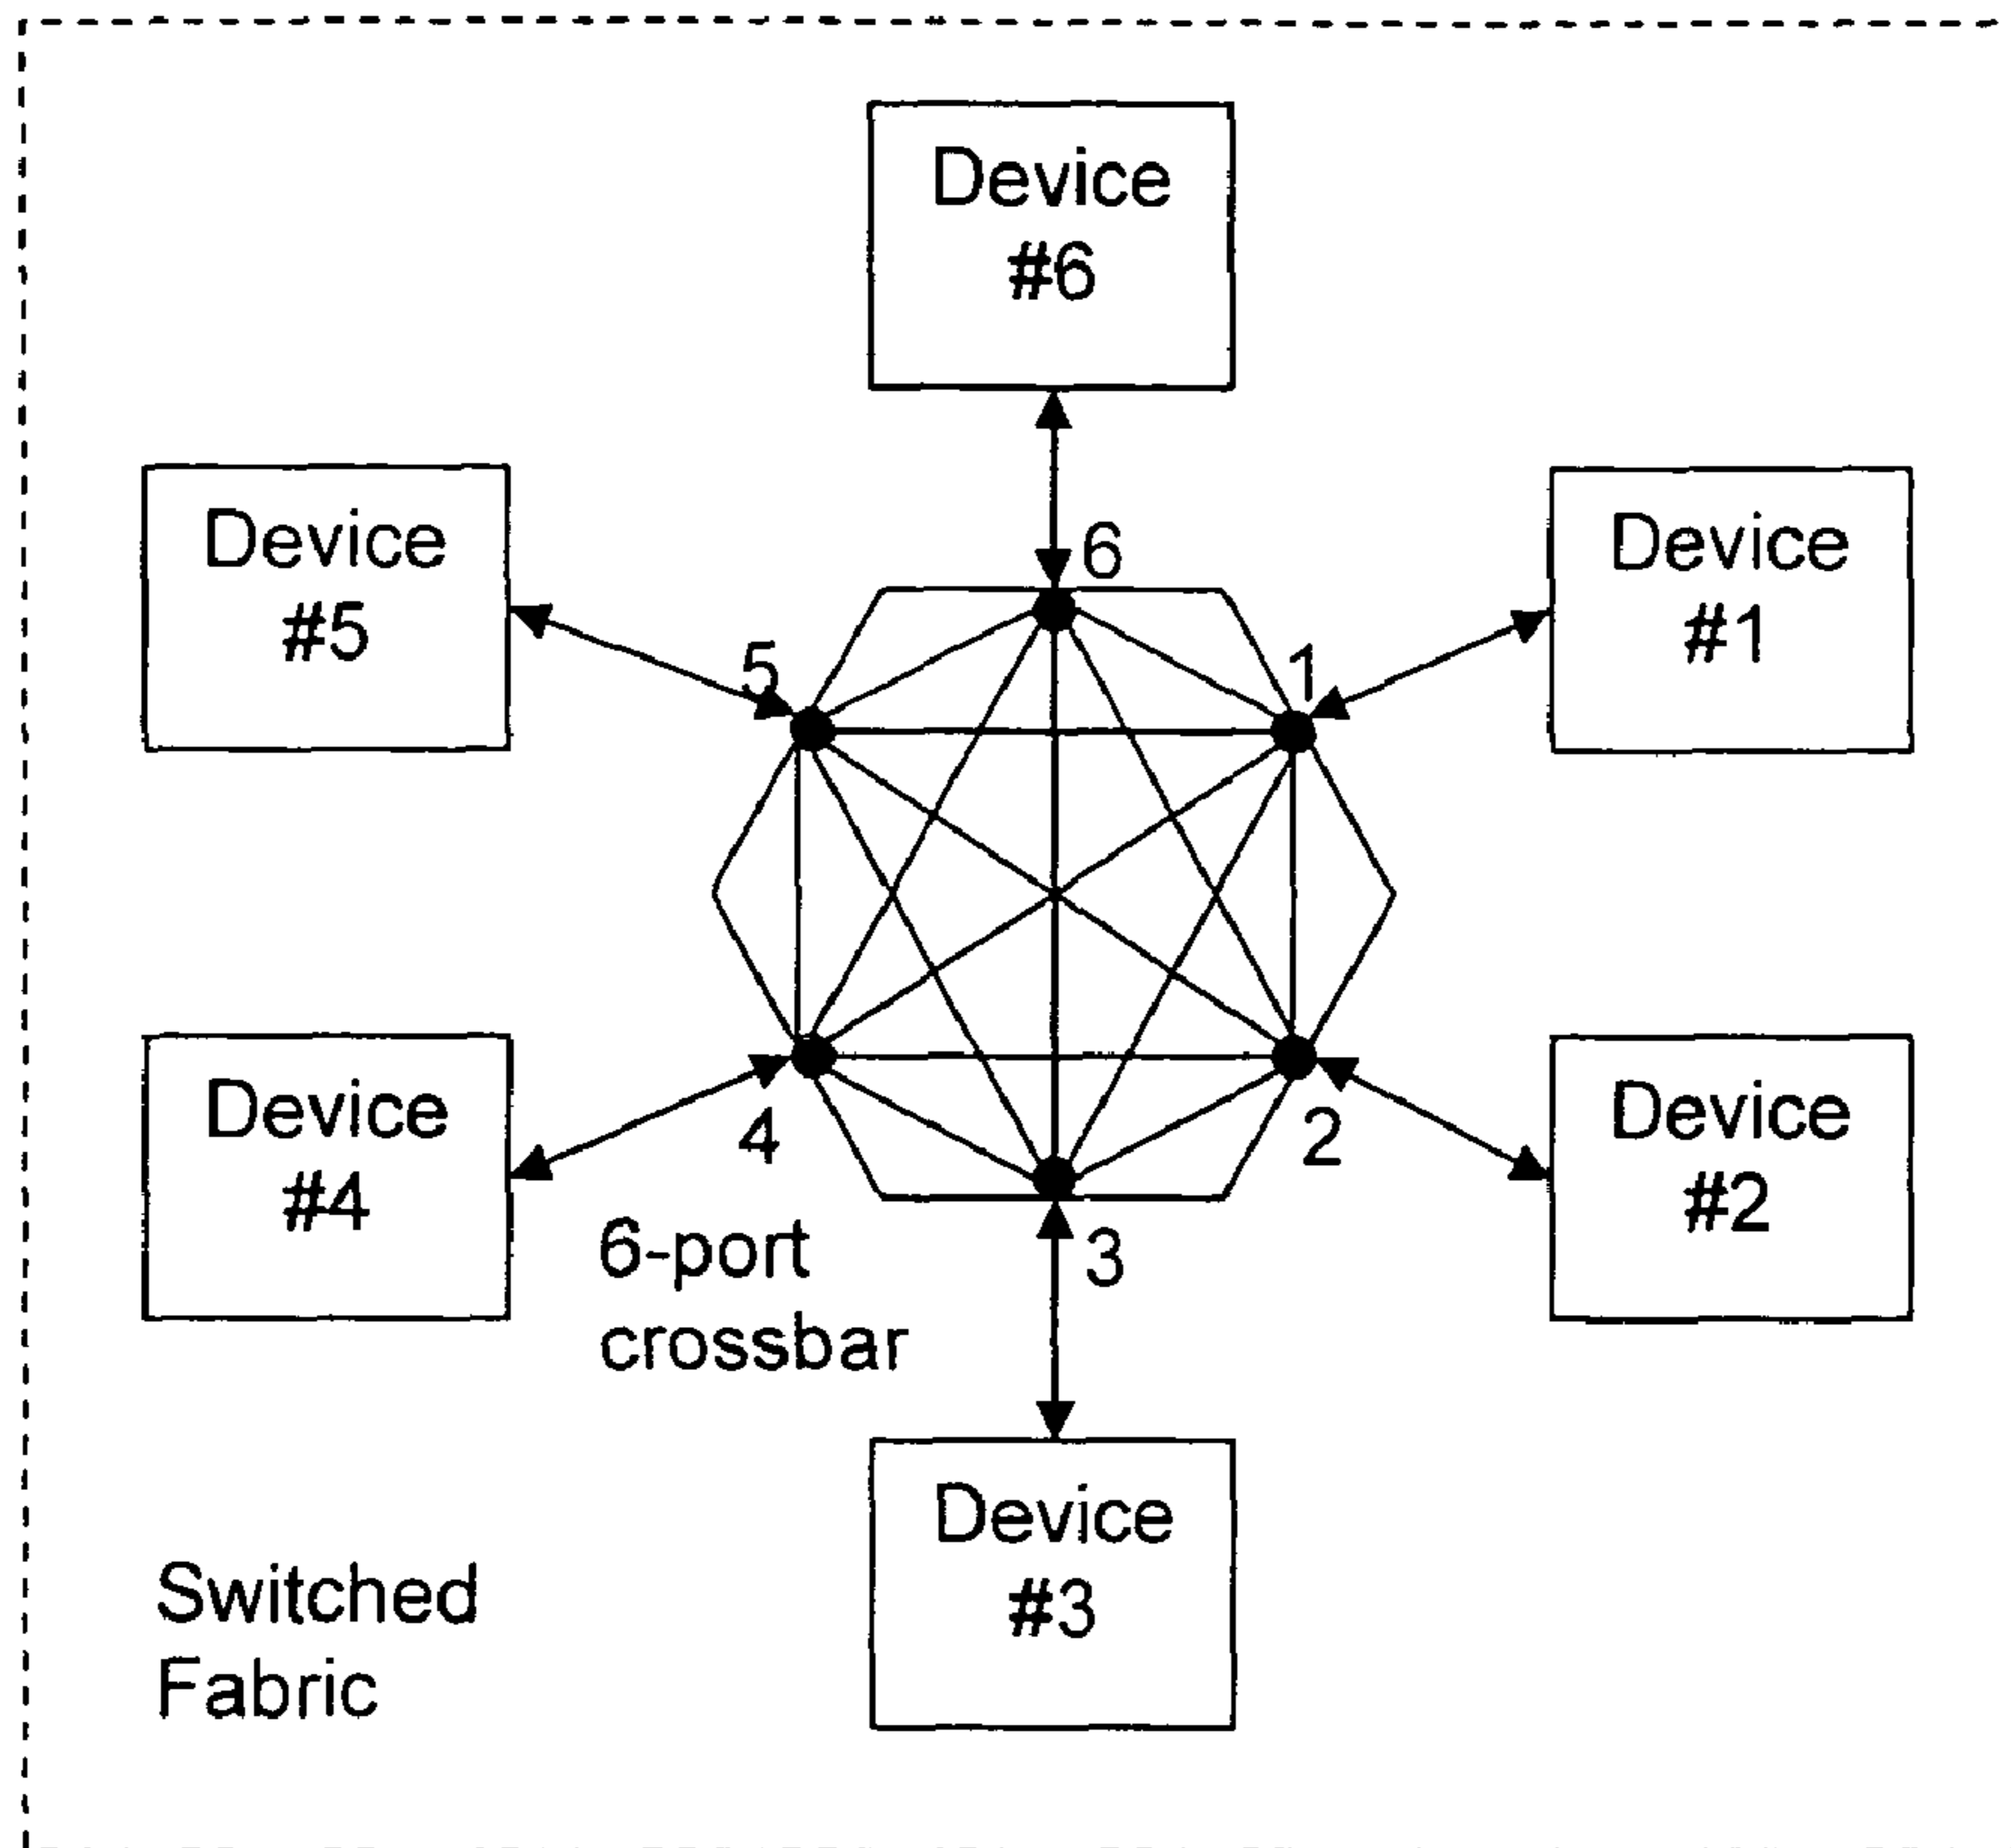 Device
#6
Device
#5
Device
#1
6
5
1
Device
#4
Device
#2
4
2
3
6-port
crossbar
Device
#3
Switched
Fabric